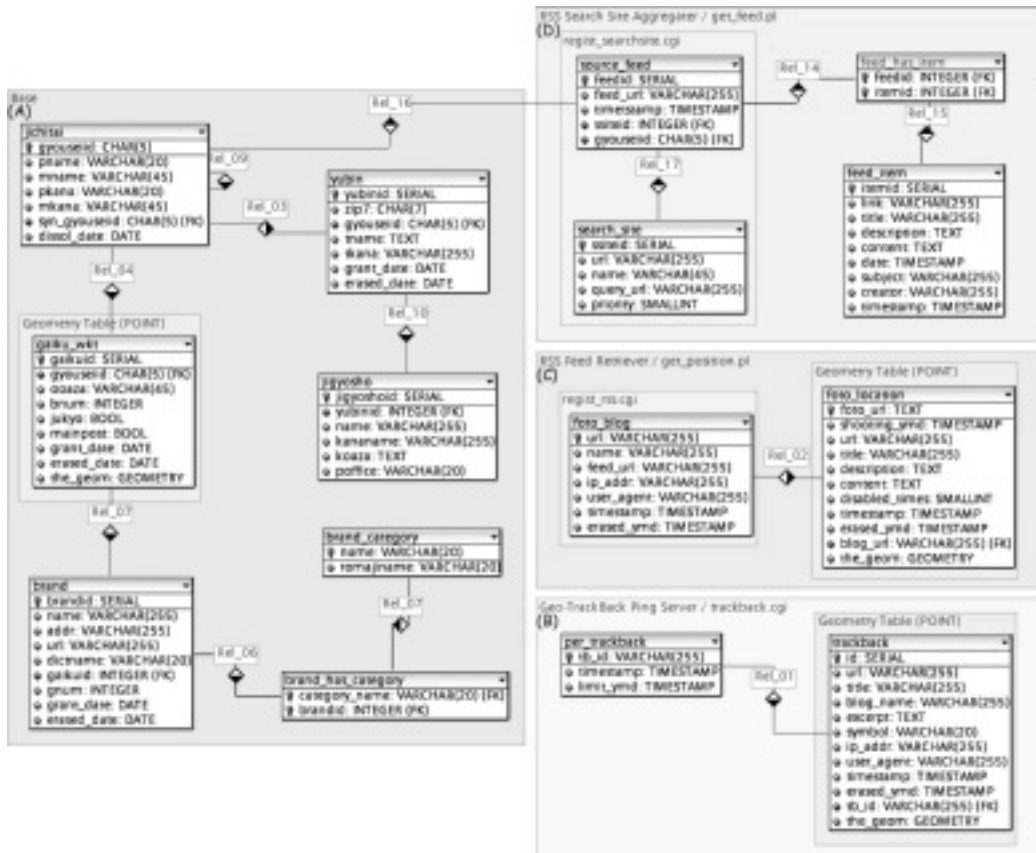 Base
(A)
jichitai
gyouseiid: CHAR(5)
pname: VARCHAR(20)
mname: VARCHAR(45)
pkana: VARCHAR(20)
mkana: VARCHAR(45)
syn_gyouseiid: CHAR(5) (FK)
dissol_date: DATE
Rel_16
Rel_09
Rel_03
Rel_04
yubin
yubinid: SERIAL
zip7: CHAR(7)
gyouseiid: CHAR(5) (FK)
tname: TEXT
tkana: VARCHAR(255)
grant_date: DATE
erased_date: DATE
Rel_10
Geometry Table (POINT)
gaiku_wkt
gaikuid: SERIAL
gyouseiid: CHAR(5) (FK)
ooaza: VARCHAR(45)
bnum: INTEGER
jukyo: BOOL
mainpost: BOOL
grant_date: DATE
erased_date: DATE
the_geom: GEOMETRY
Rel_07
jigyosho
jigyoshoid: SERIAL
yubinid: INTEGER (FK)
name: VARCHAR(255)
kananame: VARCHAR(255)
koaza: TEXT
poffice: VARCHAR(20)
brand_category
name: VARCHAR(20)
romajiname: VARCHAR(20)
Rel_07
brand
brandid: SERIAL
name: VARCHAR(255)
addr: VARCHAR(255)
url: VARCHAR(255)
dictname: VARCHAR(20)
gaikuid: INTEGER (FK)
gnum: INTEGER
grant_date: DATE
erased_date: DATE
Rel_06
brand_has_category
category_name: VARCHAR(20) (FK)
brandid: INTEGER (FK)
RSS Search Site Aggregater / get_feed.pl
(D)
regist_searchsite.cgi
source_feed
feedid: SERIAL
feed_url: VARCHAR(255)
timestamp: TIMESTAMP
ssiteid: INTEGER (FK)
gyouseiid: CHAR(5) (FK)
Rel_14
feed_has_item
feedid: INTEGER (FK)
itemid: INTEGER (FK)
Rel_15
Rel_17
search_site
ssiteid: SERIAL
url: VARCHAR(255)
name: VARCHAR(45)
query_url: VARCHAR(255)
priority: SMALLINT
feed_item
itemid: SERIAL
link: VARCHAR(255)
title: VARCHAR(255)
description: TEXT
content: TEXT
date: TIMESTAMP
subject: VARCHAR(255)
creator: VARCHAR(255)
timestamp: TIMESTAMP
RSS Feed Retriever / get_position.pl
(C)
regist_rss.cgi
foto_blog
url: VARCHAR(255)
name: VARCHAR(255)
feed_url: VARCHAR(255)
ip_addr: VARCHAR(255)
user_agent: VARCHAR(255)
timestamp: TIMESTAMP
erased_ymd: TIMESTAMP
Rel_02
Geometry Table (POINT)
foto_location
foto_url: TEXT
shooting_ymd: TIMESTAMP
url: VARCHAR(255)
title: VARCHAR(255)
description: TEXT
content: TEXT
disabled_times: SMALLINT
timestamp: TIMESTAMP
erased_ymd: TIMESTAMP
blog_url: VARCHAR(255) (FK)
the_geom: GEOMETRY
Geo-TrackBack Ping Server / trackback.cgi
(B)
per_trackback
tb_id: VARCHAR(255)
timestamp: TIMESTAMP
limit_ymd: TIMESTAMP
Rel_01
Geometry Table (POINT)
trackback
id: SERIAL
url: VARCHAR(255)
title: VARCHAR(255)
blog_name: VARCHAR(255)
excerpt: TEXT
symbol: VARCHAR(20)
ip_addr: VARCHAR(255)
user_agent: VARCHAR(255)
timestamp: TIMESTAMP
erased_ymd: TIMESTAMP
tb_id: VARCHAR(255) (FK)
the_geom: GEOMETRY